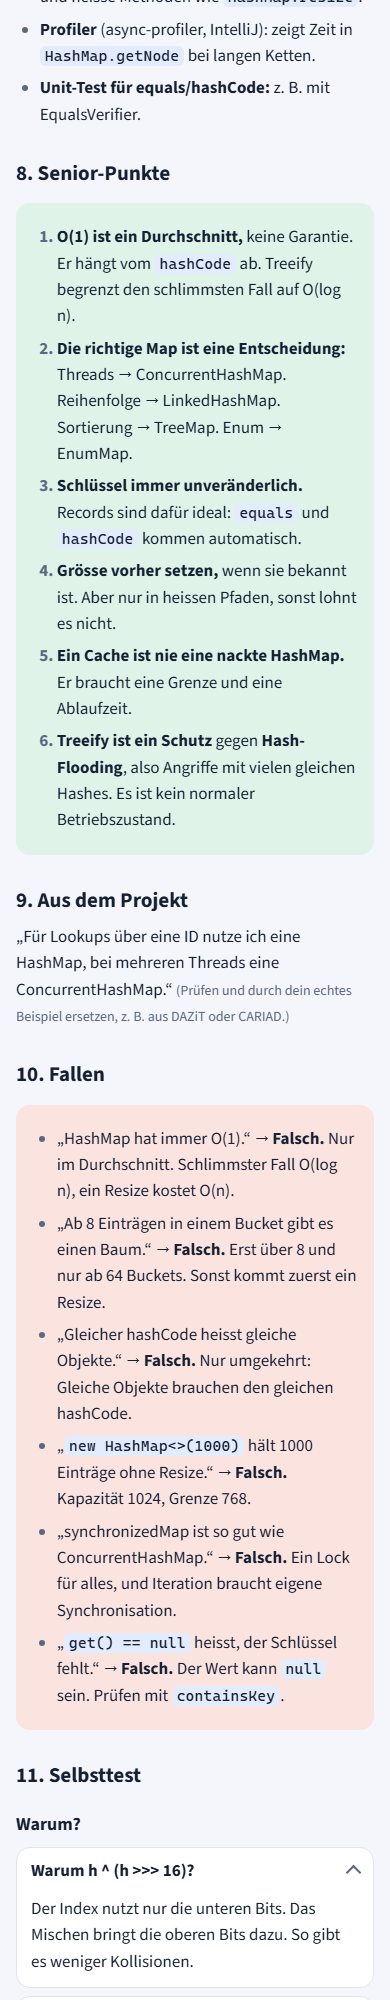 und heisse Methoden wie HashMap.resize.
• Profiler (async-profiler, IntelliJ): zeigt Zeit in
HashMap.getNode bei langen Ketten.
• Unit-Test für equals/hashCode: z. B. mit
EqualsVerifier.
8. Senior-Punkte
1. O(1) ist ein Durchschnitt, keine Garantie.
Er hängt vom hashCode ab. Treeify
begrenzt den schlimmsten Fall auf O(log
n).
2. Die richtige Map ist eine Entscheidung:
Threads → ConcurrentHashMap.
Reihenfolge → LinkedHashMap.
Sortierung → TreeMap. Enum →
EnumMap.
3. Schlüssel immer unveränderlich.
Records sind dafür ideal: equals und
hashCode kommen automatisch.
4. Grösse vorher setzen, wenn sie bekannt
ist. Aber nur in heissen Pfaden, sonst lohnt
es nicht.
5. Ein Cache ist nie eine nackte HashMap.
Er braucht eine Grenze und eine
Ablaufzeit.
6. Treeify ist ein Schutz gegen Hash-
Flooding, also Angriffe mit vielen gleichen
Hashes. Es ist kein normaler
Betriebszustand.
9. Aus dem Projekt
„Für Lookups über eine ID nutze ich eine
HashMap, bei mehreren Threads eine
ConcurrentHashMap.“ (Prüfen und durch dein echtes
Beispiel ersetzen, z. B. aus DAZiT oder CARIAD.)
10. Fallen
• „HashMap hat immer O(1).“ → Falsch. Nur
im Durchschnitt. Schlimmster Fall O(log
n), ein Resize kostet O(n).
• „Ab 8 Einträgen in einem Bucket gibt es
einen Baum.“ → Falsch. Erst über 8 und
nur ab 64 Buckets. Sonst kommt zuerst ein
Resize.
• „Gleicher hashCode heisst gleiche
Objekte.“ → Falsch. Nur umgekehrt:
Gleiche Objekte brauchen den gleichen
hashCode.
• „new HashMap<>(1000) hält 1000
Einträge ohne Resize.“ → Falsch.
Kapazität 1024, Grenze 768.
• „synchronizedMap ist so gut wie
ConcurrentHashMap.“ → Falsch. Ein Lock
für alles, und Iteration braucht eigene
Synchronisation.
• „get() == null heisst, der Schlüssel
fehlt.“ → Falsch. Der Wert kann null
sein. Prüfen mit containsKey.
11. Selbsttest
Warum?
Warum h ^ (h >>> 16)?
Der Index nutzt nur die unteren Bits. Das
Mischen bringt die oberen Bits dazu. So gibt
es weniger Kollisionen.